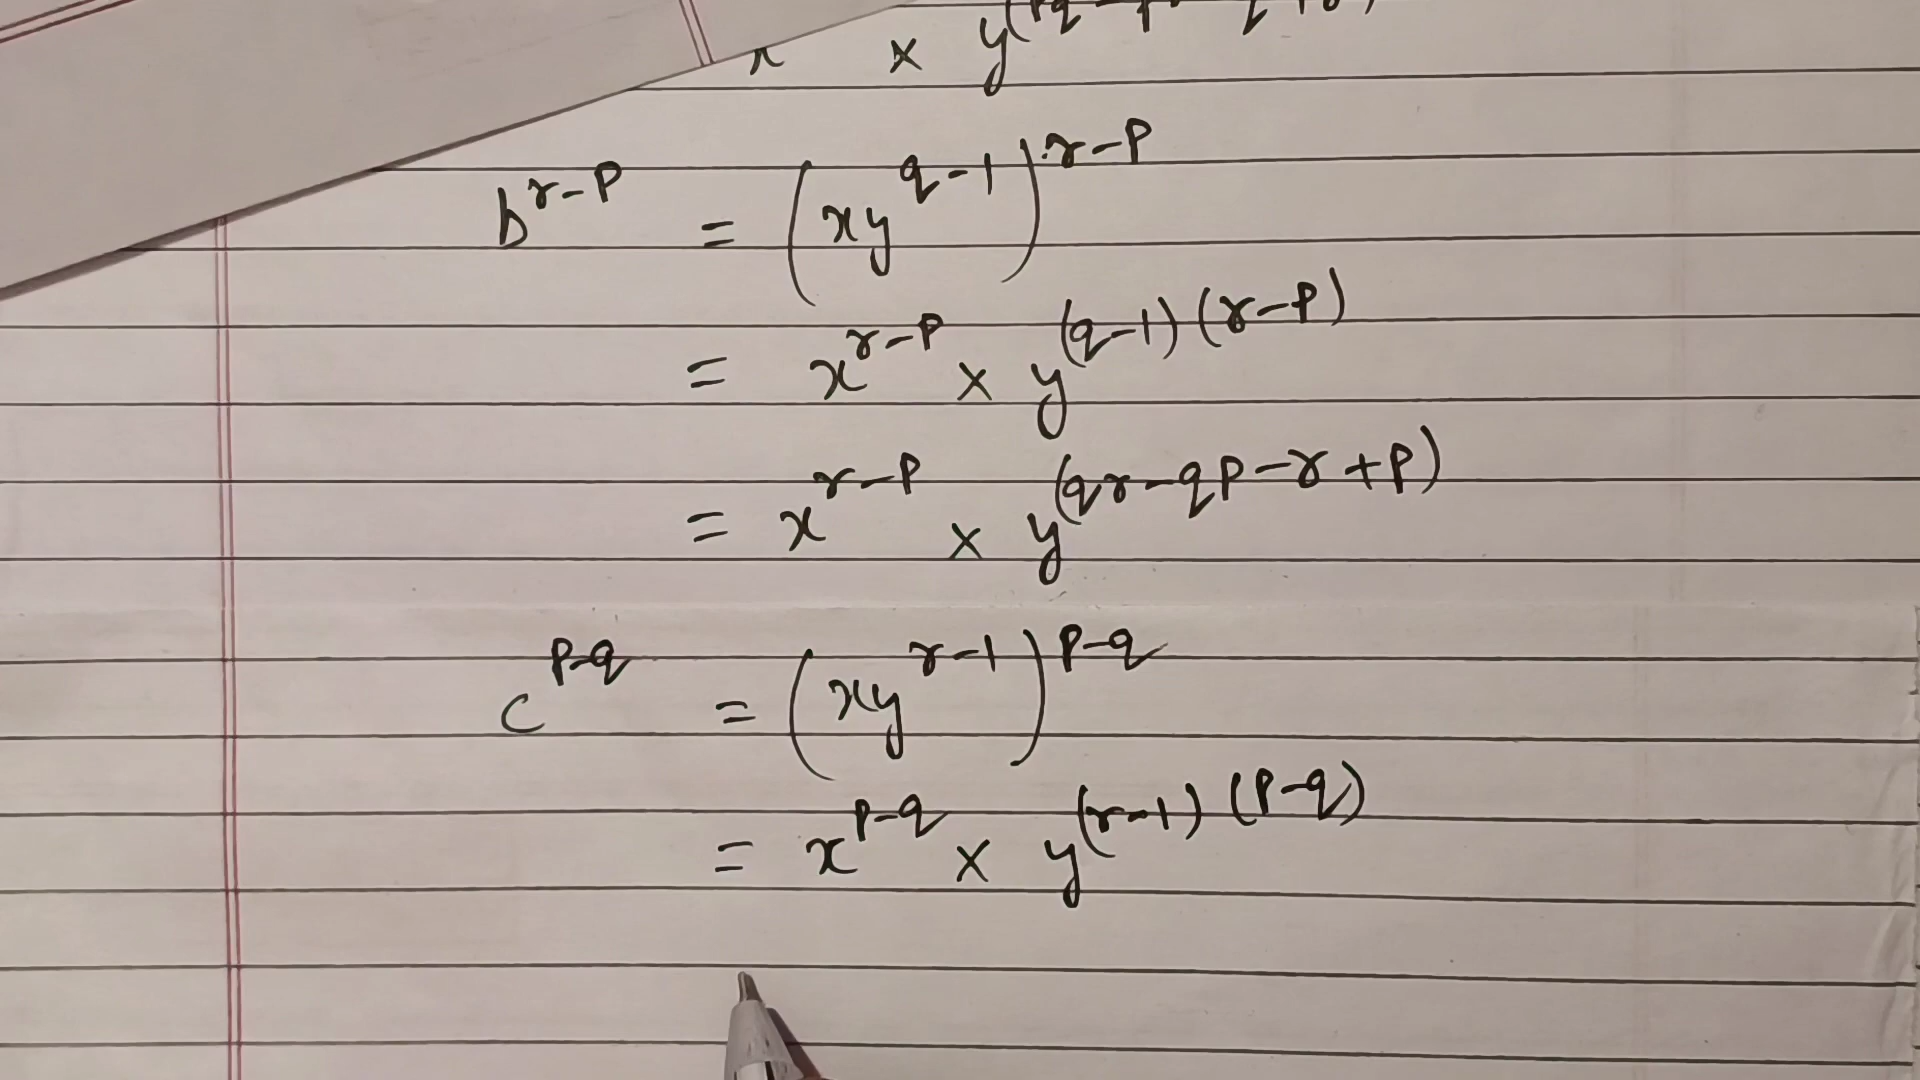 x × y
b^{r-p} = (xy^{q-1})^{r-p}
= x^{r-p} × y^{(q-1)(r-p)}
= x^{r-p} × y^{(qr-qp-r+p)}
c^{p-q} = (xy^{r-1})^{p-q}
= x^{p-q} × y^{(r-1)(p-q)}